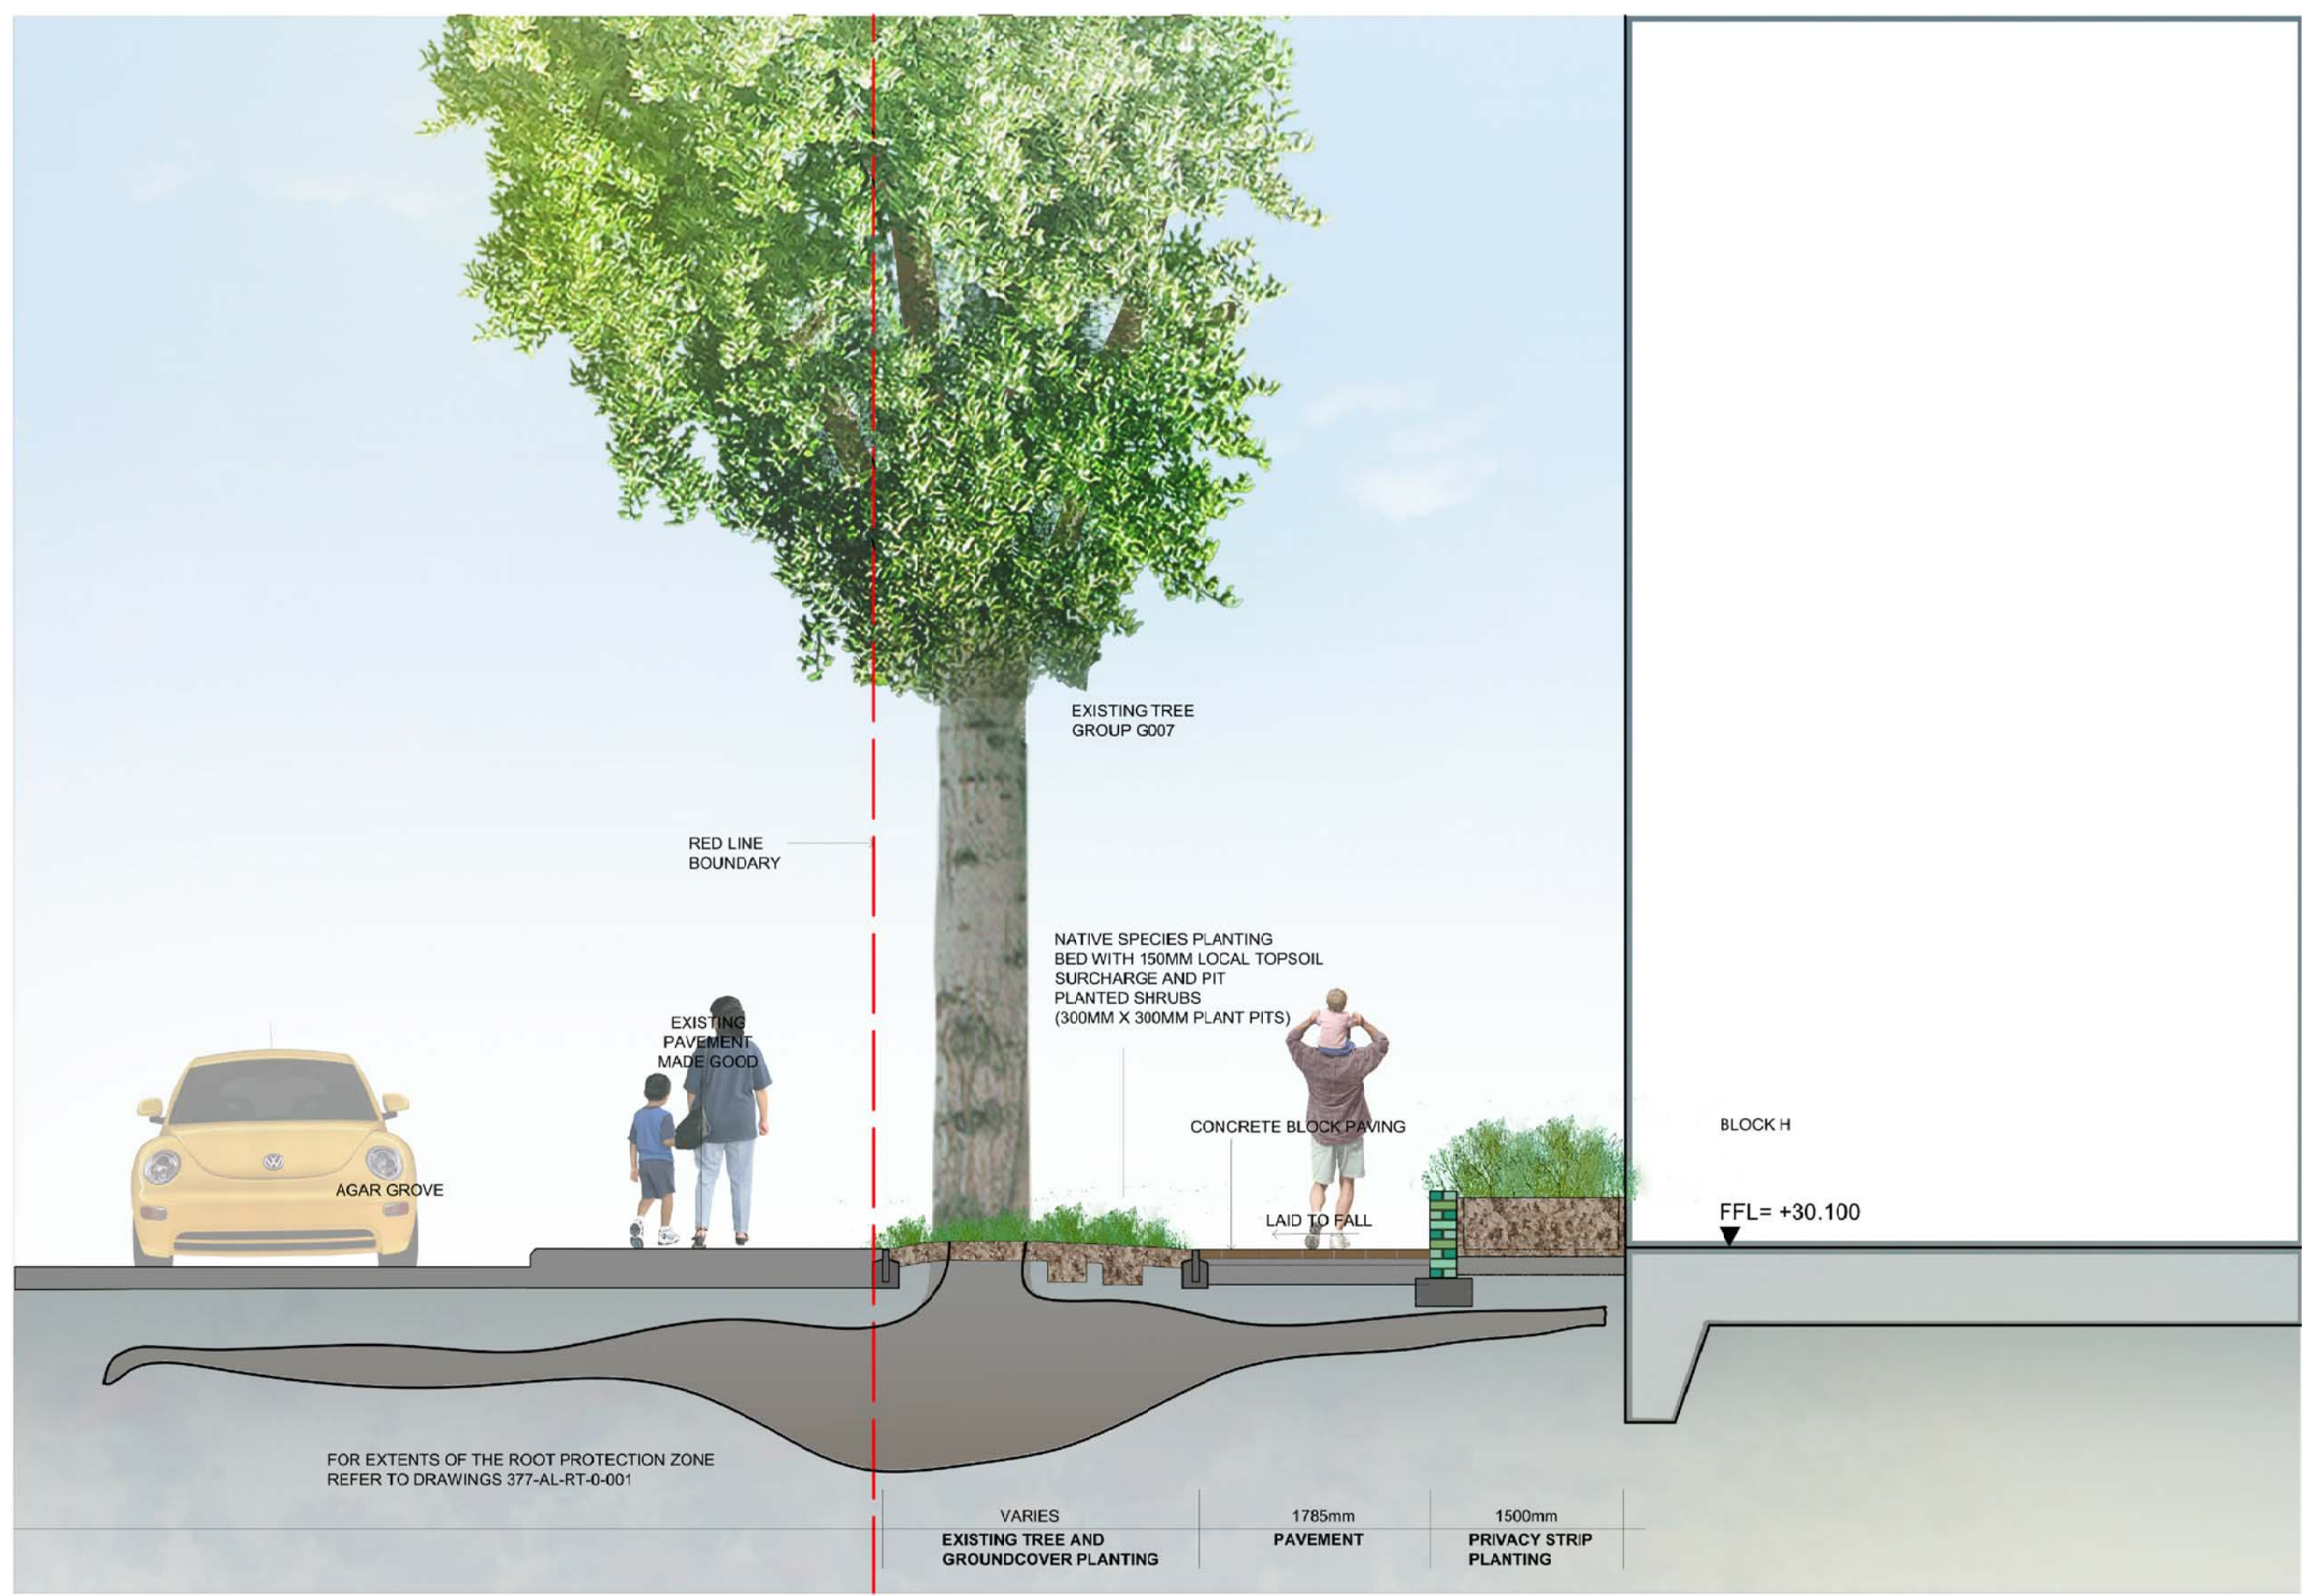 EXISTING TREE
GROUP G007
RED LINE
BOUNDARY
NATIVE SPECIES PLANTING
BED WITH 150MM LOCAL TOPSOIL
SURCHARGE AND PIT
PLANTED SHRUBS
(300MM X 300MM PLANT PITS)
EXISTING
PAVEMENT
MADE GOOD
CONCRETE BLOCK PAVING
BLOCK H
AGAR GROVE
LAID TO FALL
FFL= +30.100
FOR EXTENTS OF THE ROOT PROTECTION ZONE
REFER TO DRAWINGS 377-AL-RT-0-001
VARIES
EXISTING TREE AND
GROUNDCOVER PLANTING
1785mm
PAVEMENT
1500mm
PRIVACY STRIP
PLANTING